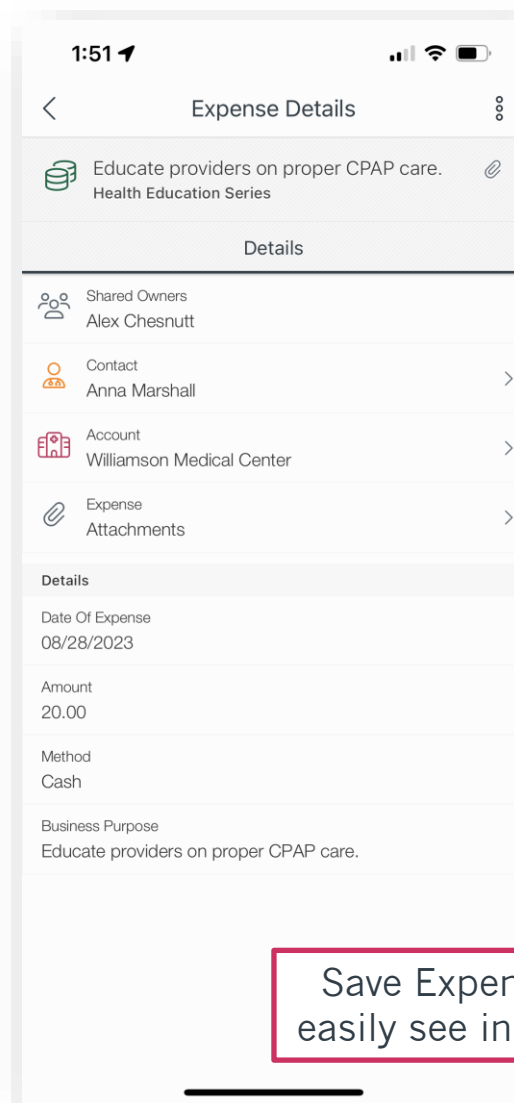 1:51
Expense Details
Educate providers on proper CPAP care.
Health Education Series
Details
Shared Owners
Alex Chesnutt
Contact
Anna Marshall
Account
Williamson Medical Center
Expense
Attachments
Details
Date Of Expense
08/28/2023
Amount
20.00
Method
Cash
Business Purpose
Educate providers on proper CPAP care.
Save Expen
easily see in